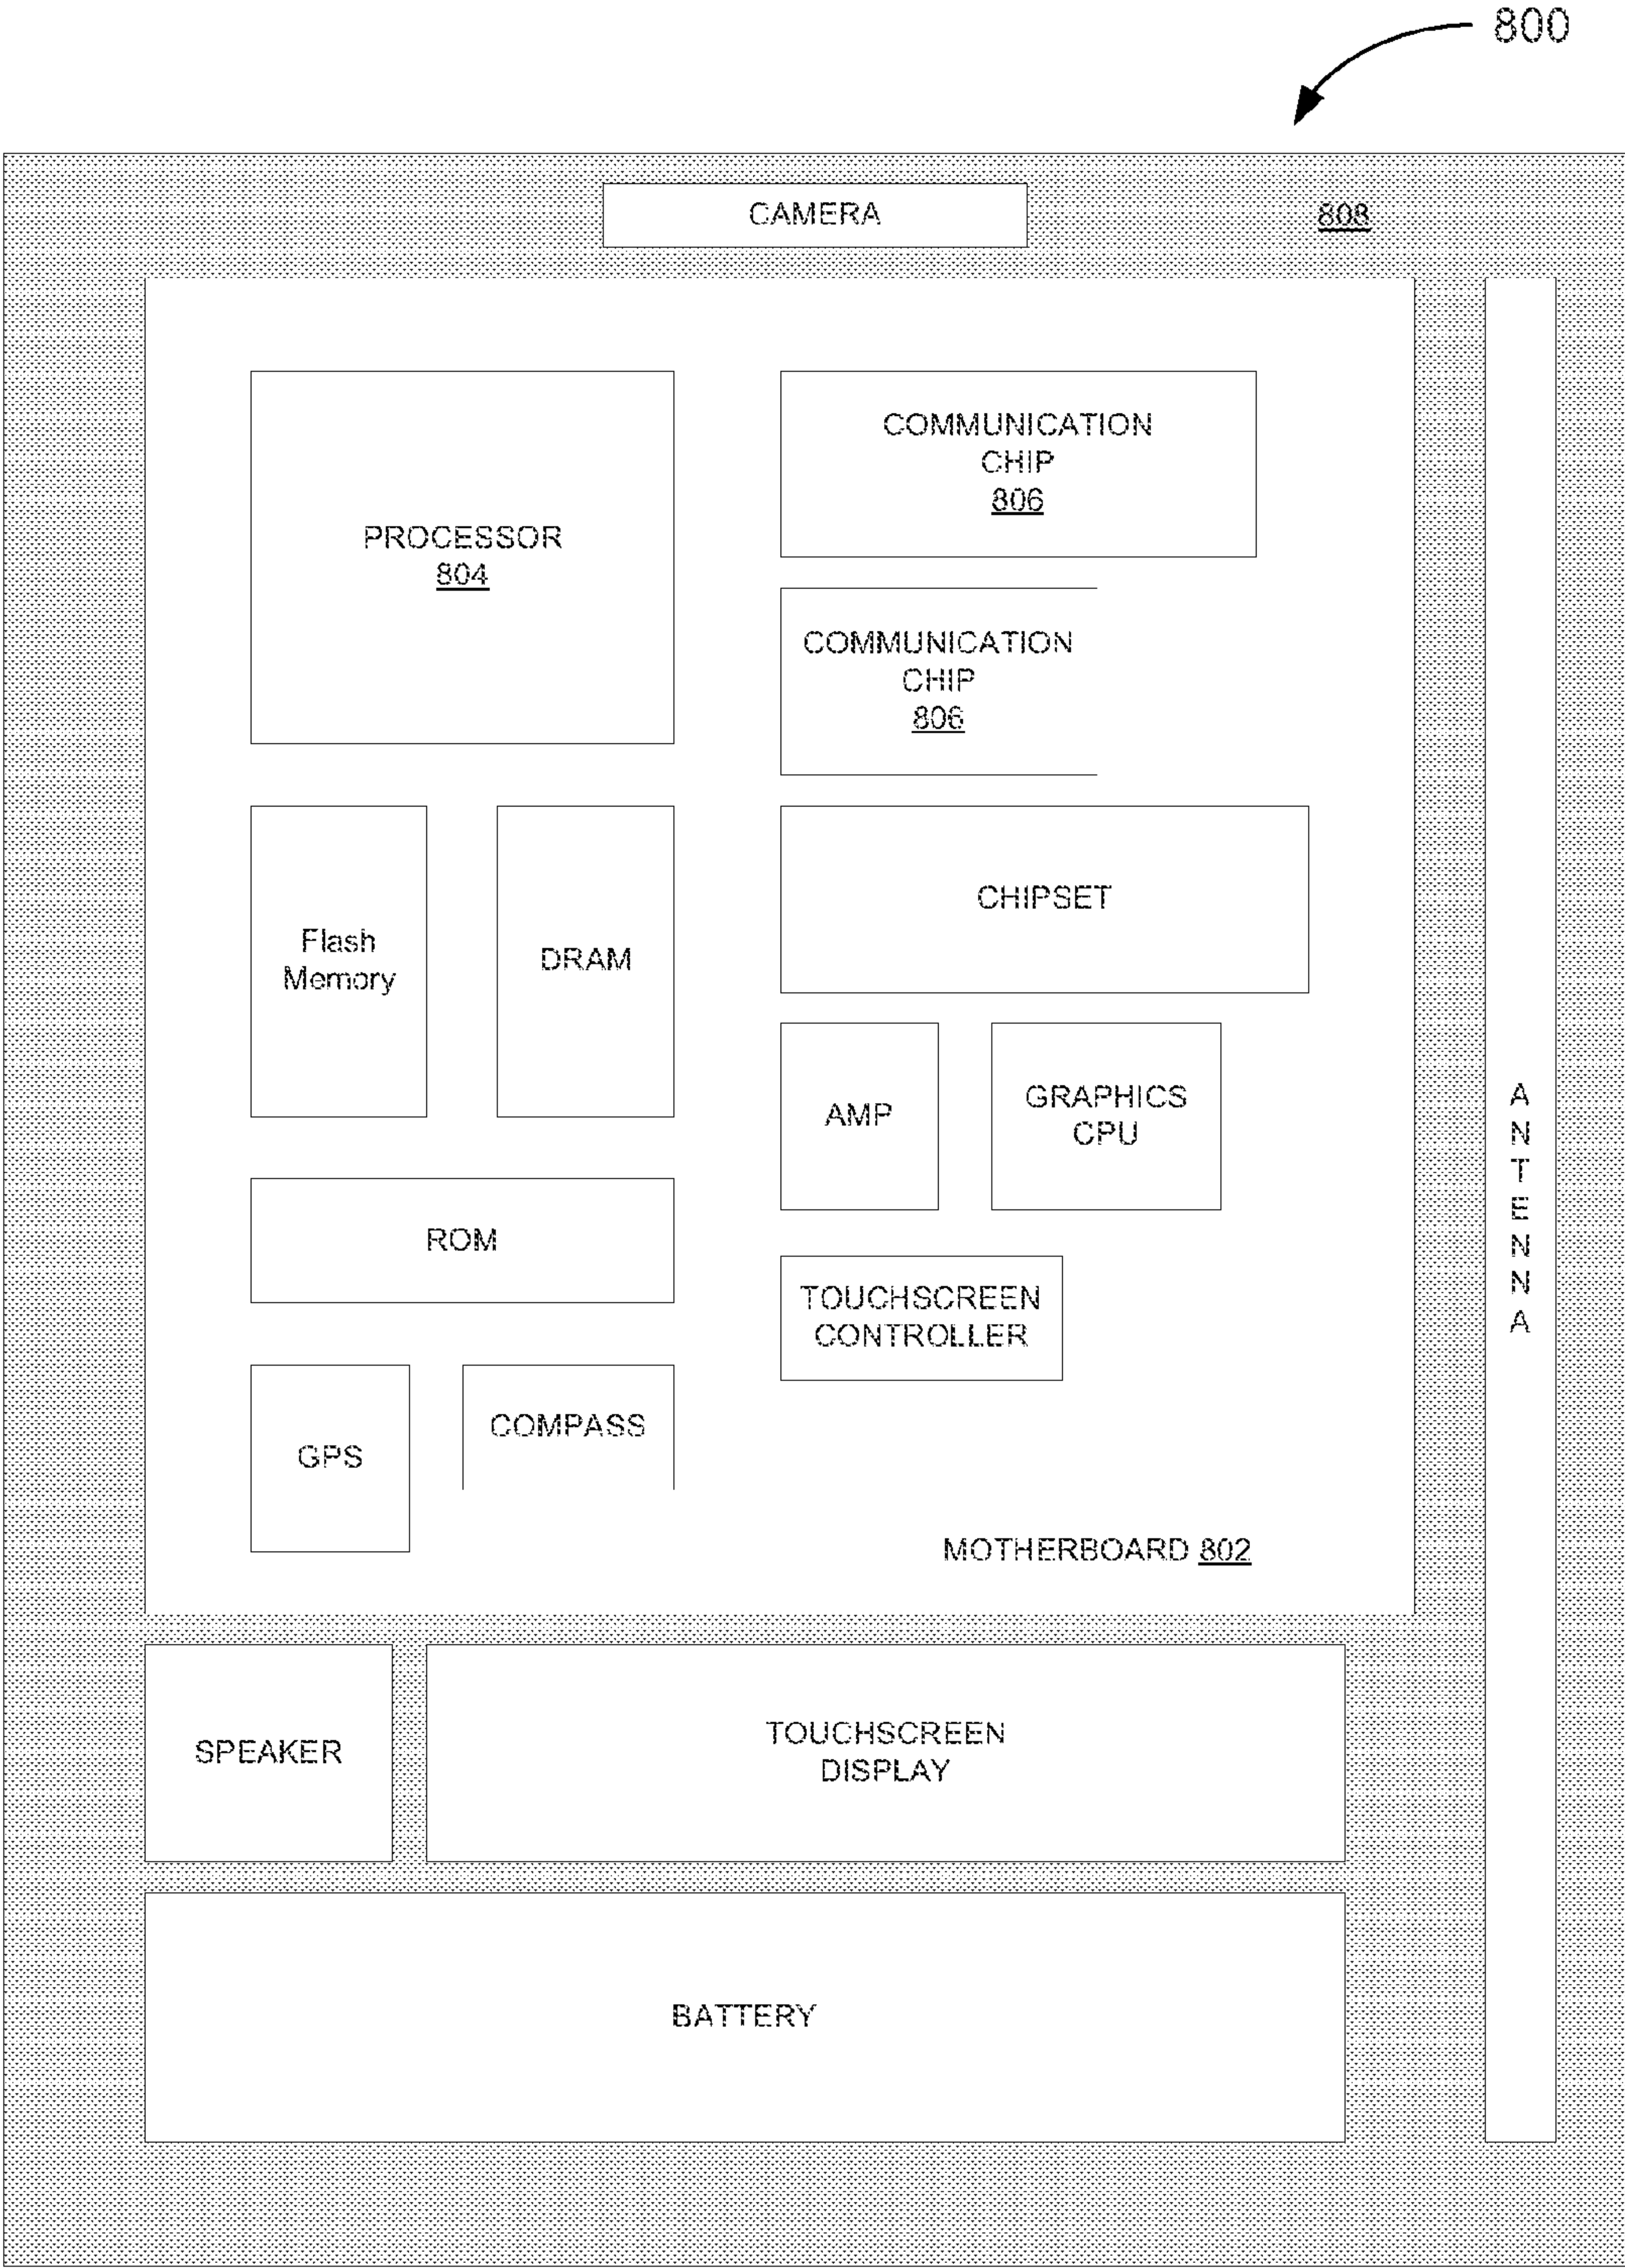 800
CAMERA
808
PROCESSOR
804
COMMUNICATION
CHIP
806
COMMUNICATION
CHIP
806
Flash
Memory
DRAM
CHIPSET
AMP
GRAPHICS
CPU
ROM
TOUCHSCREEN
CONTROLLER
GPS
COMPASS
MOTHERBOARD 802
A
N
T
E
N
N
A
SPEAKER
TOUCHSCREEN
DISPLAY
BATTERY